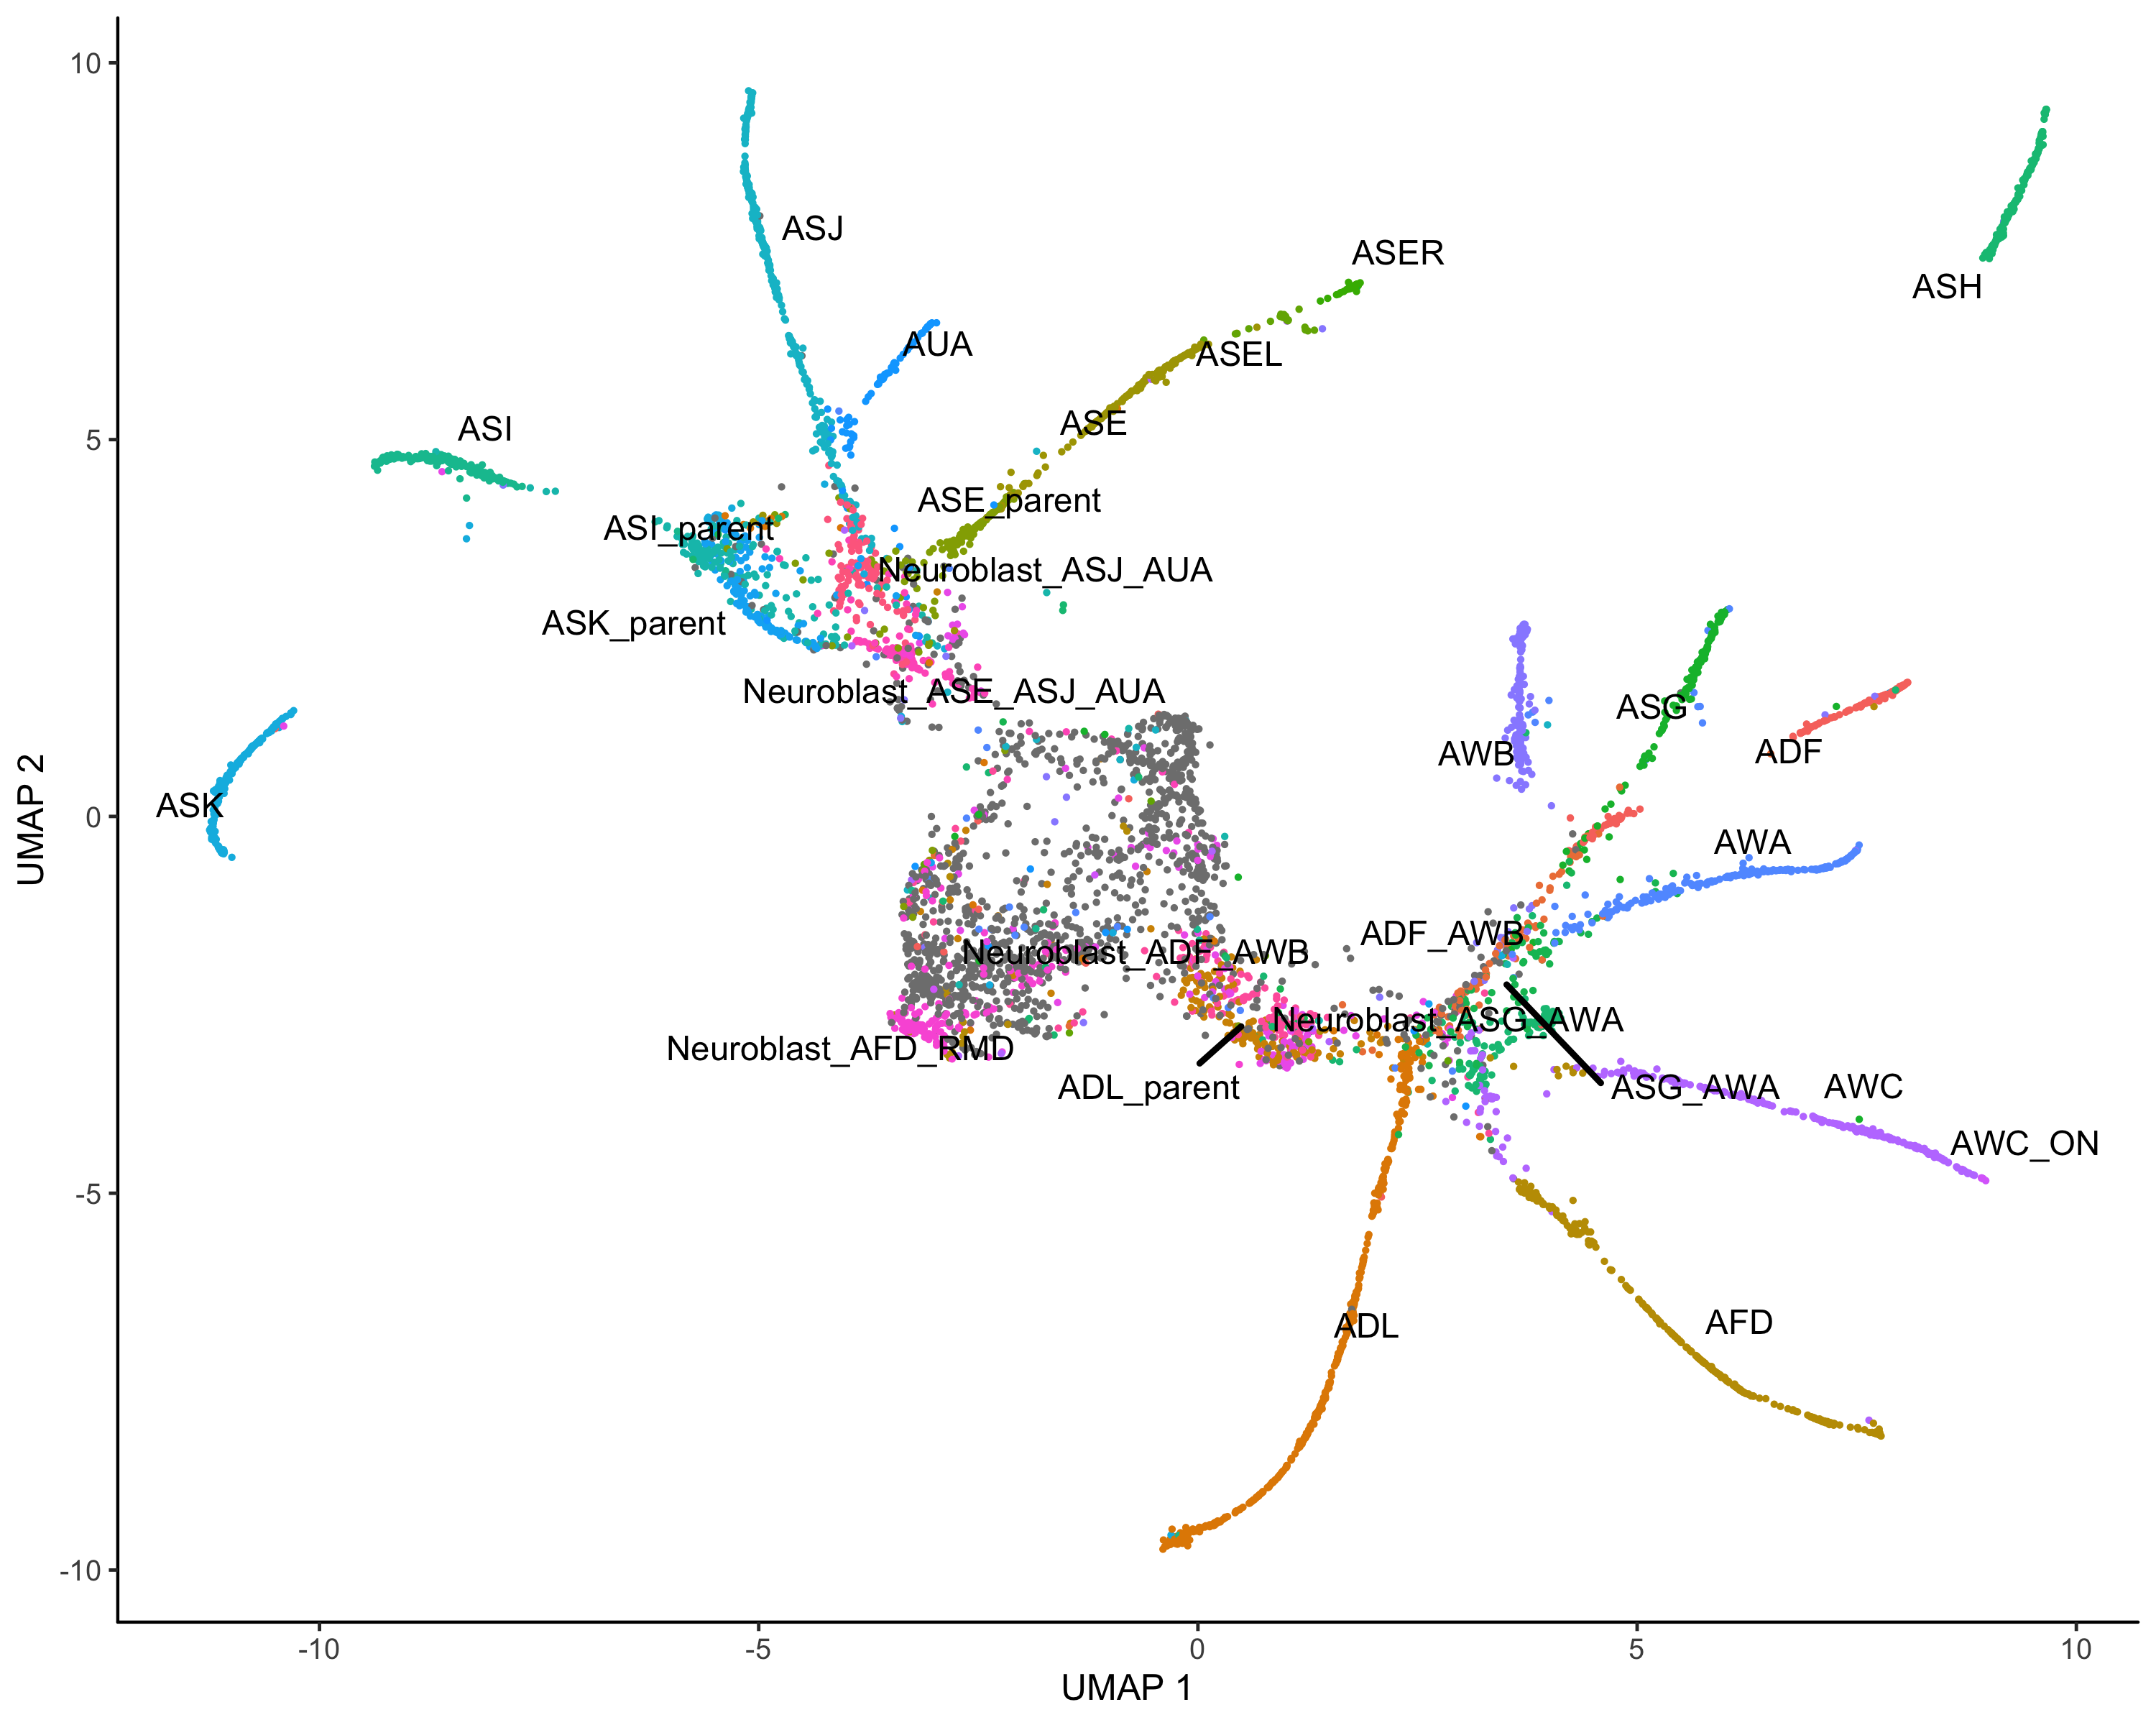 10
5
0
-5
-10
UMAP 2
ASJ
ASER
ASH
AUA
ASEL
ASI
ASE
ASE_parent
ASI_parent
Neuroblast_ASJ_AUA
ASK_parent
Neuroblast_ASE_ASJ_AUA
ASG
AWB
ADF
ASK
AWA
ADF_AWB
Neuroblast_ADF_AWB
Neuroblast_ASG_AWA
Neuroblast_AFD_RMD
ADL_parent
ASG_AWA
AWC
AWC_ON
ADL
AFD
-10
-5
0
5
10
UMAP 1